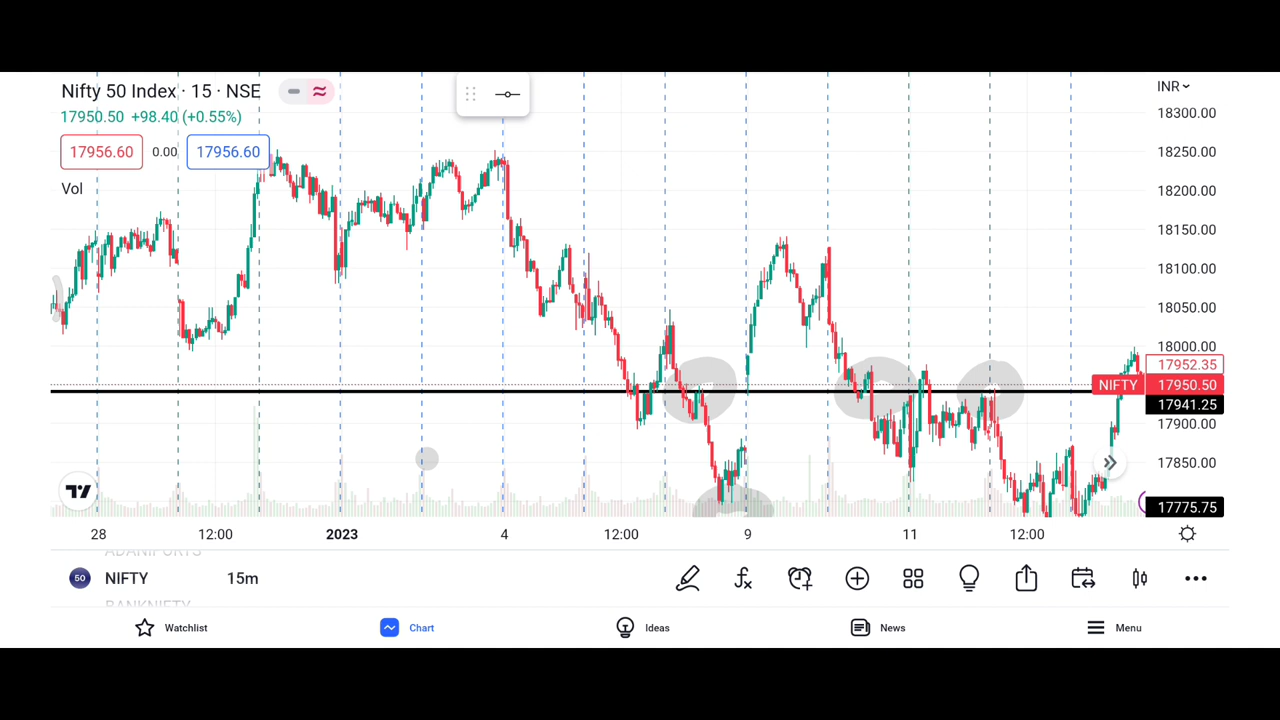 Nifty 50 Index · 15 · NSE
17950.50 +98.40 (+0.55%)
17956.60 0.00 17956.60
Vol
INR
18300.00
18250.00
18200.00
18150.00
18100.00
18050.00
18000.00
17952.35
NIFTY 17950.50
17941.25
17900.00
17850.00
17775.75
28 12:00 2023 4 12:00 9 11 12:00
ADANIPORTS
50 NIFTY 15m
BANKNIFTY
Watchlist Chart Ideas News Menu